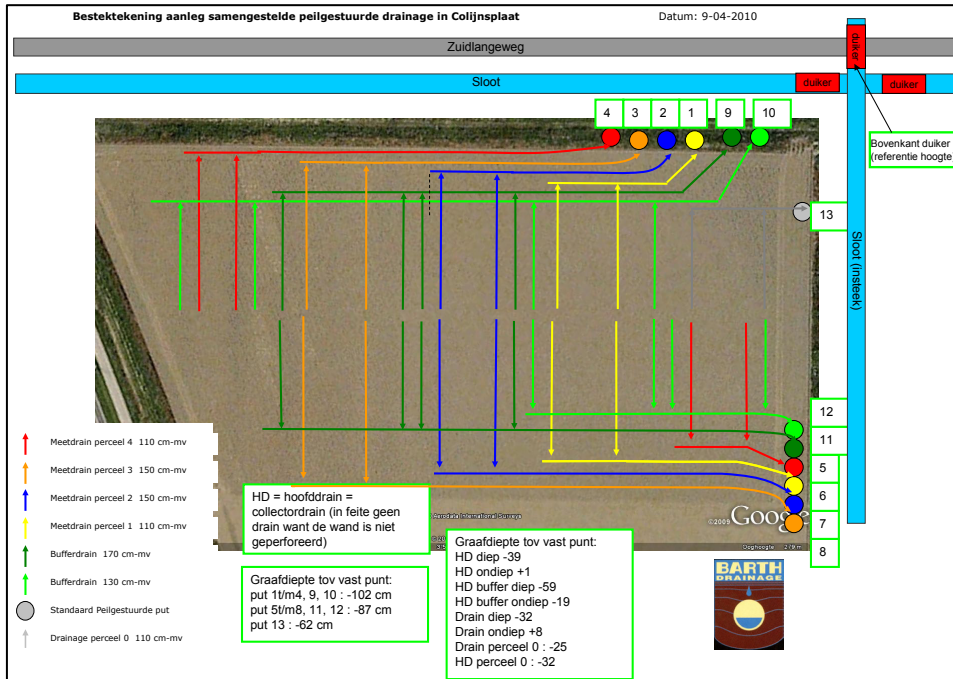 Bestektekening aanleg samengestelde peilgestuurde drainage in Colijnsplaat
Datum: 9-04-2010
Zuidlangeweg
duiker
Sloot
duiker
duiker
4
3
2
1
9
10
Bovenkant duiker
(referentie hoogte)
13
Sloot (insteek)
12
11
5
6
7
8
Meetdrain perceel 4 110 cm-mv
Meetdrain perceel 3 150 cm-mv
Meetdrain perceel 2 150 cm-mv
Meetdrain perceel 1 110 cm-mv
Bufferdrain 170 cm-mv
Bufferdrain 130 cm-mv
Standaard Peilgestuurde put
Drainage perceel 0 110 cm-mv
HD = hoofddrain =
collectordrain (in feite geen
drain want de wand is niet
geperforeerd)
Graafdiepte tov vast punt:
put 1t/m4, 9, 10 : -102 cm
put 5t/m8, 11, 12 : -87 cm
put 13 : -62 cm
Aerodata International Surveys
Graafdiepte tov vast punt:
HD diep -39
HD ondiep +1
HD buffer diep -59
HD buffer ondiep -19
Drain diep -32
Drain ondiep +8
Drain perceel 0 : -25
HD perceel 0 : -32
©2009 Google
Ooghoogte 279 m
BARTH
DRAINAGE